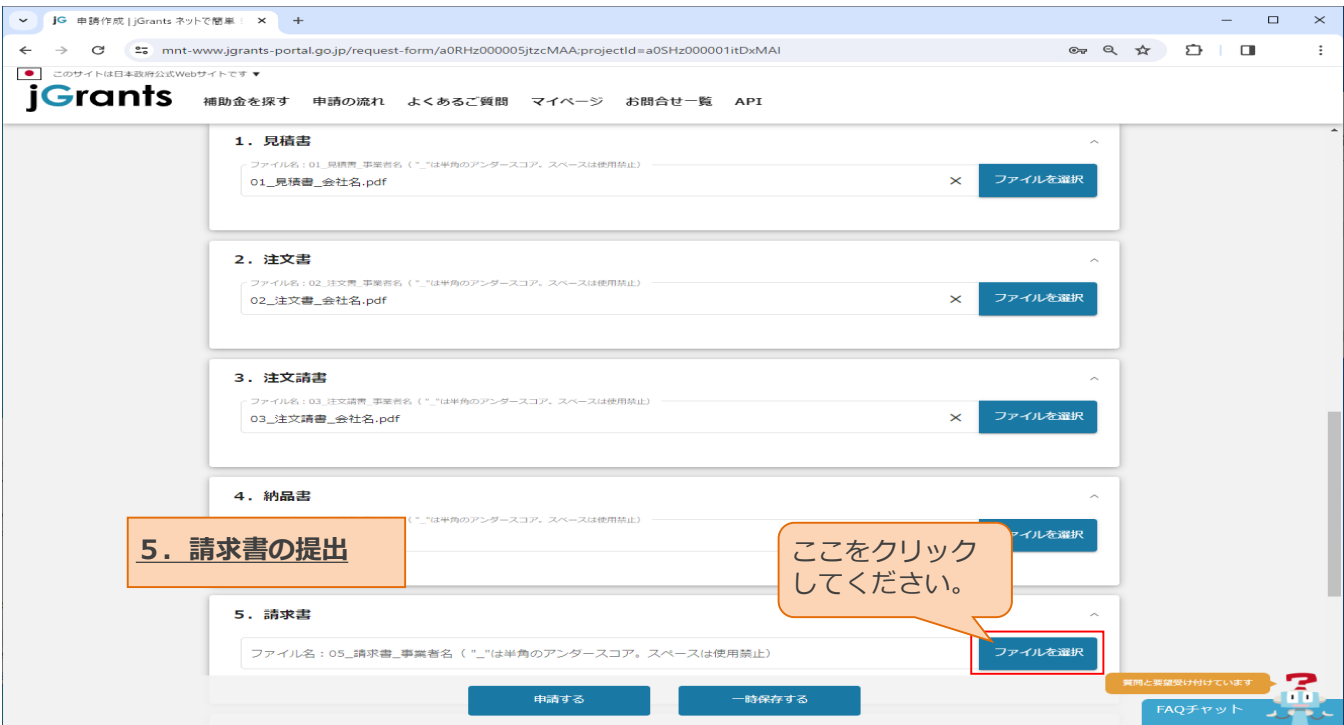 jG 申請作成 | jGrants ネットで簡単
mnt-www.jgrants-portal.go.jp/request-form/a0RHz000005jtzcMAA;projectId=a0SHz000001itDxMAI
このサイトは日本政府公式Webサイトです ▼
jGrants 補助金を探す 申請の流れ よくあるご質問 マイページ お問合せ一覧 API
1. 見積書
ファイル名：01_見積書_事業者名（ "_"は半角のアンダースコア。スペースは使用禁止）
01_見積書_会社名.pdf
ファイルを選択
2. 注文書
ファイル名：02_注文書_事業者名（ "_"は半角のアンダースコア。スペースは使用禁止）
02_注文書_会社名.pdf
ファイルを選択
3. 注文請書
ファイル名：03_注文請書_事業者名（ "_"は半角のアンダースコア。スペースは使用禁止）
03_注文請書_会社名.pdf
ファイルを選択
4. 納品書
（ "_"は半角のアンダースコア。スペースは使用禁止）
ファイルを選択
５．請求書の提出
ここをクリック
してください。
5. 請求書
ファイル名：05_請求書_事業者名（ "_"は半角のアンダースコア。スペースは使用禁止）
ファイルを選択
申請する 一時保存する
質問と要望受け付けています
FAQチャット